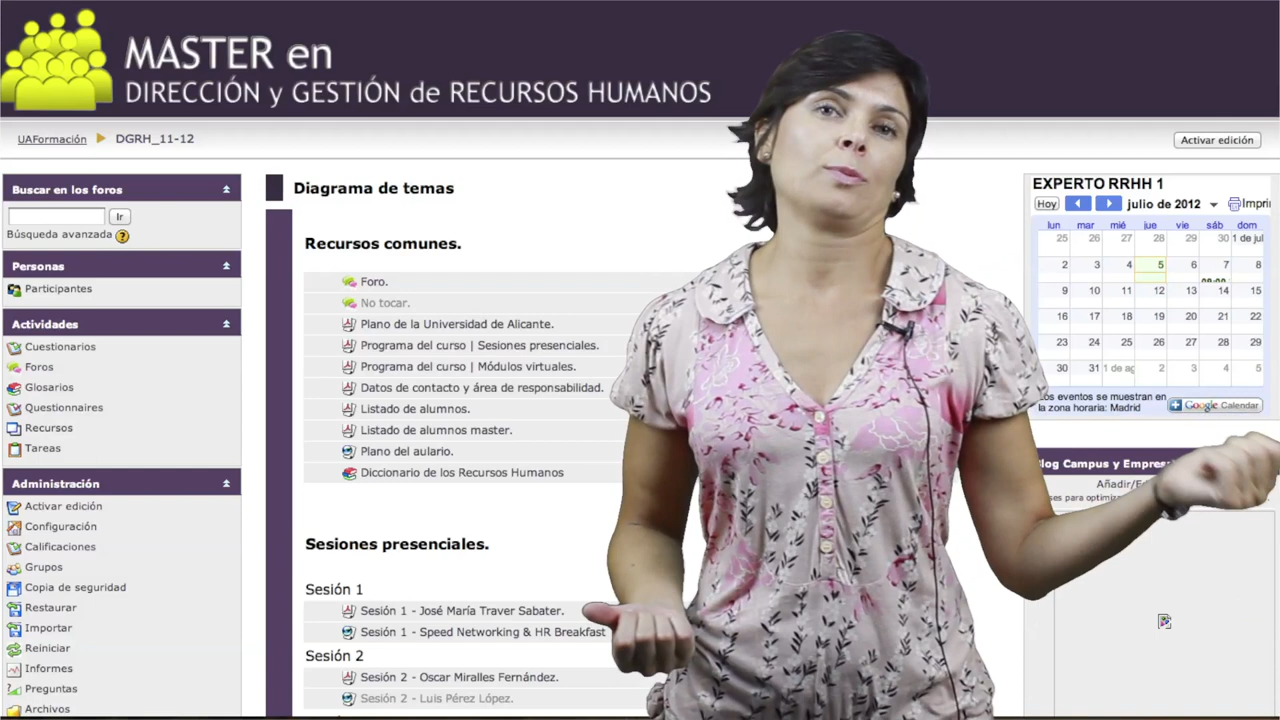 MASTER en
DIRECCIÓN y GESTIÓN de RECURSOS HUMANOS
UAFormación
DGRH_11-12
Activar edición
Buscar en los foros
Ir
Búsqueda avanzada
Personas
Participantes
Actividades
Cuestionarios
Foros
Glosarios
Questionnaires
Recursos
Tareas
Administración
Activar edición
Configuración
Calificaciones
Grupos
Copia de seguridad
Restaurar
Importar
Reiniciar
Informes
Preguntas
Archivos
Diagrama de temas
Recursos comunes.
Foro.
No tocar.
Plano de la Universidad de Alicante.
Programa del curso | Sesiones presenciales.
Programa del curso | Módulos virtuales.
Datos de contacto y área de responsabilidad.
Listado de alumnos.
Listado de alumnos master.
Plano del aulario.
Diccionario de los Recursos Humanos
Sesiones presenciales.
Sesión 1
Sesión 1 - José María Traver Sabater.
Sesión 1 - Speed Networking & HR Breakfast
Sesión 2
Sesión 2 - Oscar Miralles Fernández.
Sesión 2 - Luis Pérez López.
EXPERTO RRHH 1
Hoy julio de 2012 Impri
lun mar mié jue vie sáb dom
25 26 27 28 29 30 1 de jul
2 3 4 5 6 7 8
9 10 11 12 13 14 15
16 17 18 19 20 21 22
23 24 25 26 27 28 29
30 31 1 de ag 2 3 4 5
Los eventos se muestran en
la zona horaria: Madrid
Google Calendar
Blog Campus y Empres
Añadir/E
ses para optimiz